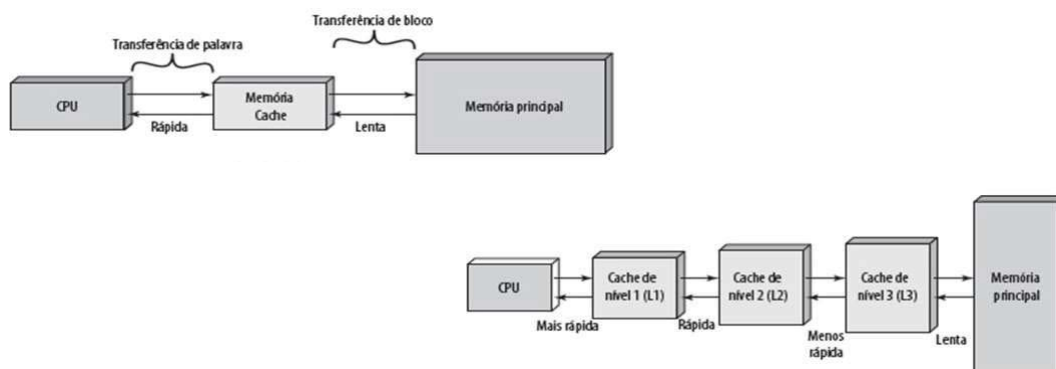 Transferência de bloco
Transferência de palavra
CPU
Memória
Cache
Memória principal
Rápida
Lenta
CPU
Cache de
nível 1 (L1)
Cache de
nível 2 (L2)
Cache de
nível 3 (L3)
Memória
principal
Mais rápida
Rápida
Menos
rápida
Lenta